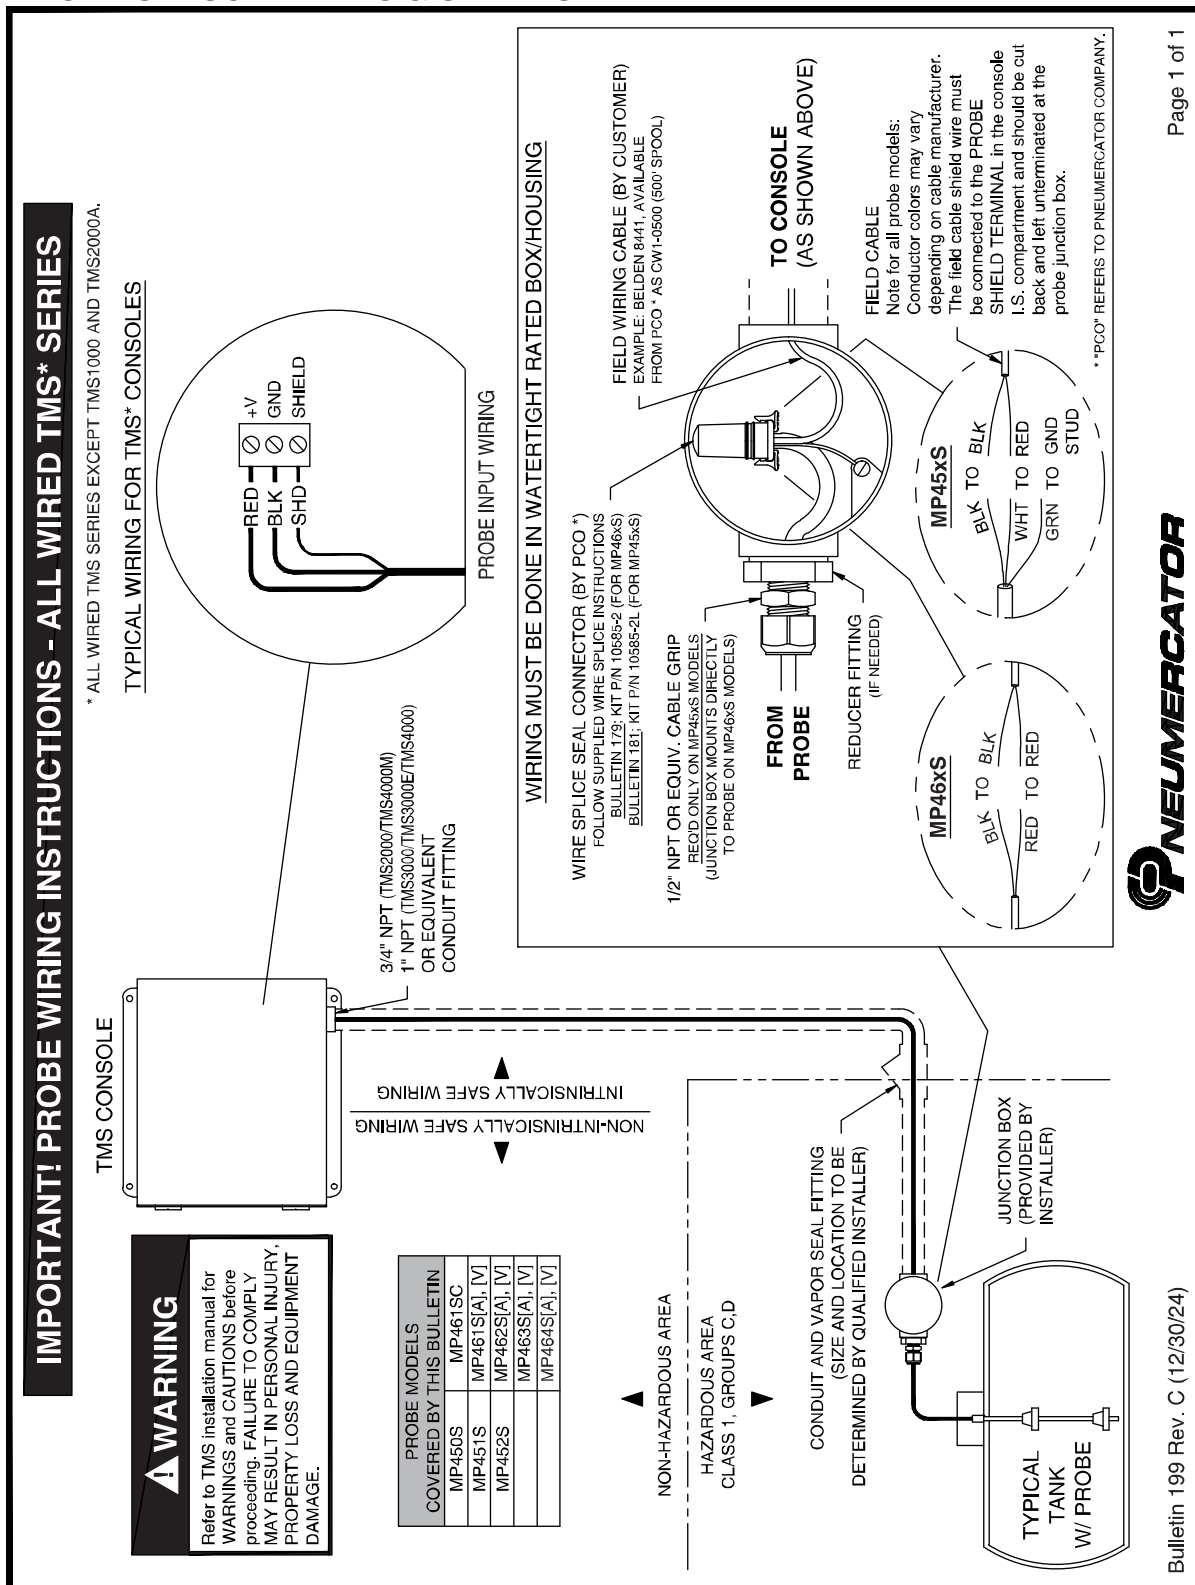 IMPORTANT! PROBE WIRING INSTRUCTIONS - ALL WIRED TMS* SERIES
* ALL WIRED TMS SERIES EXCEPT TMS1000 AND TMS2000A.
WARNING
Refer to TMS installation manual for
WARNINGS and CAUTIONS before
proceeding. FAILURE TO COMPLY
MAY RESULT IN PERSONAL INJURY,
PROPERTY LOSS AND EQUIPMENT
DAMAGE.
TMS CONSOLE
TYPICAL WIRING FOR TMS* CONSOLES
RED
BLK
SHD
+V
GND
SHIELD
PROBE INPUT WIRING
3/4" NPT (TMS2000/TMS4000M)
1" NPT (TMS3000/TMS3000E/TMS4000)
OR EQUIVALENT
CONDUIT FITTING
NON-INTRINSICALLY SAFE WIRING
INTRINSICALLY SAFE WIRING
PROBE MODELS
COVERED BY THIS BULLETIN
MP450S MP461SC
MP451S MP461S[A], [V]
MP452S MP462S[A], [V]
MP463S[A], [V]
MP464S[A], [V]
NON-HAZARDOUS AREA
HAZARDOUS AREA
CLASS 1, GROUPS C,D
CONDUIT AND VAPOR SEAL FITTING
(SIZE AND LOCATION TO BE
DETERMINED BY QUALIFIED INSTALLER)
JUNCTION BOX
(PROVIDED BY
INSTALLER)
TYPICAL
TANK
W/ PROBE
WIRING MUST BE DONE IN WATERTIGHT RATED BOX/HOUSING
WIRE SPLICE SEAL CONNECTOR (BY PCO *)
FOLLOW SUPPLIED WIRE SPLICE INSTRUCTIONS
BULLETIN 179; KIT P/N 10585-2 (FOR MP46xS)
BULLETIN 181; KIT P/N 10585-2L (FOR MP45xS)
FIELD WIRING CABLE (BY CUSTOMER)
EXAMPLE: BELDEN 8441, AVAILABLE
FROM PCO * AS CW1-0500 (500' SPOOL)
1/2" NPT OR EQUIV. CABLE GRIP
REQ'D ONLY ON MP45xS MODELS
(JUNCTION BOX MOUNTS DIRECTLY
TO PROBE ON MP46xS MODELS)
FROM
PROBE
TO CONSOLE
(AS SHOWN ABOVE)
REDUCER FITTING
(IF NEEDED)
FIELD CABLE
Note for all probe models:
Conductor colors may vary
depending on cable manufacturer.
The field cable shield wire must
be connected to the PROBE
SHIELD TERMINAL in the console
I.S. compartment and should be cut
back and left unterminated at the
probe junction box.
MP46xS
BLK TO BLK
RED TO RED
MP45xS
BLK TO BLK
WHT TO RED
GRN TO GND
STUD
* "PCO" REFERS TO PNEUMERCATOR COMPANY.
Bulletin 199 Rev. C (12/30/24)
PNEUMERCATOR
Page 1 of 1